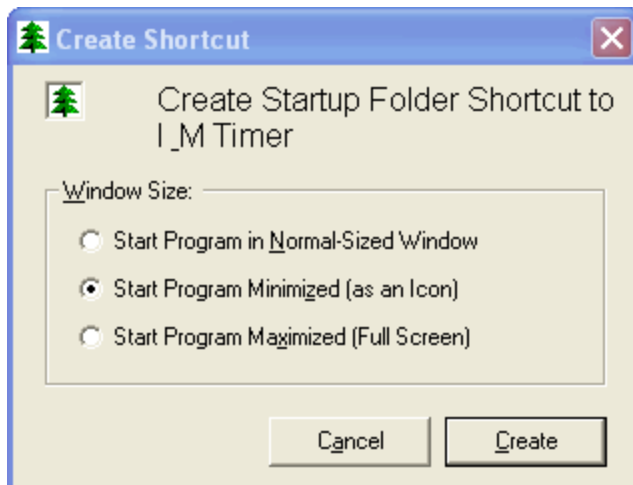 Create Shortcut
Create Startup Folder Shortcut to
I_M Timer
Window Size:
Start Program in Normal-Sized Window
Start Program Minimized (as an Icon)
Start Program Maximized (Full Screen)
Cancel
Create